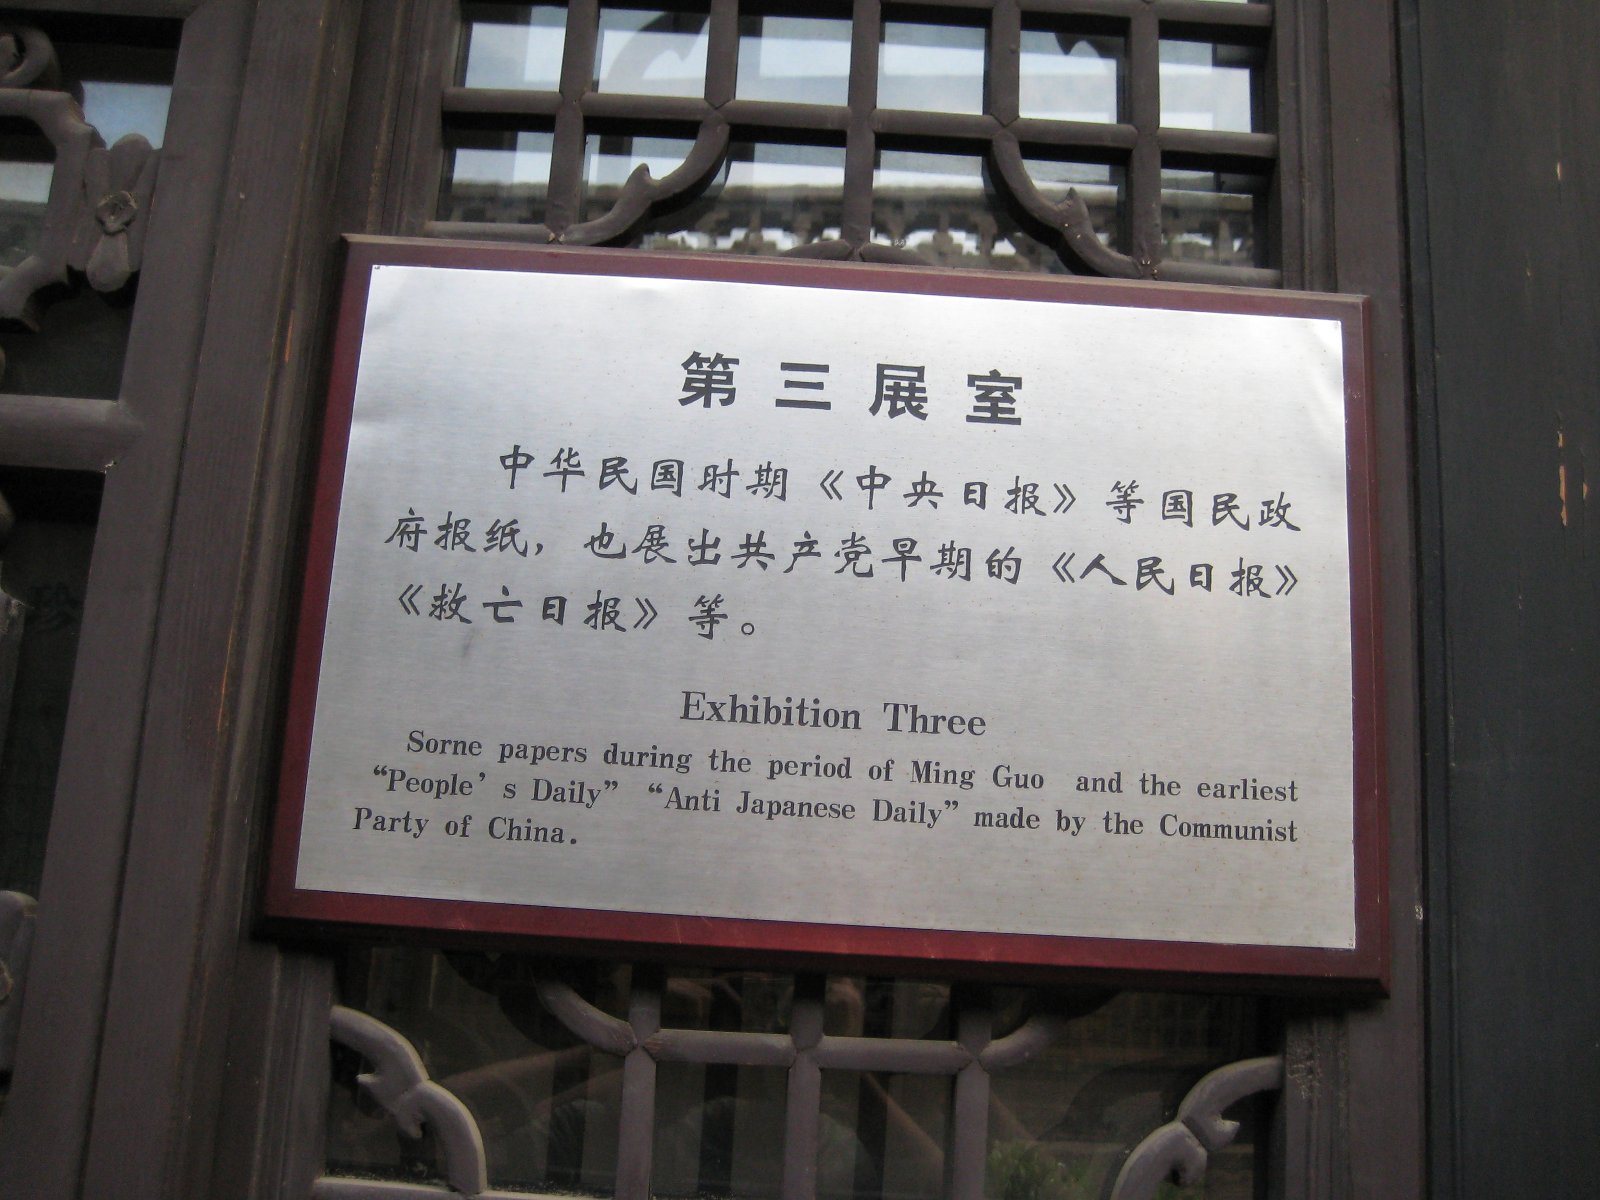 第三展室
中华民国时期《中央日报》等国民政
府报纸，也展出共产党早期的《人民日报》
《救亡日报》等。
Exhibition Three
Sorne papers during the period of Ming Guo and the earliest
“People’s Daily” “Anti Japanese Daily” made by the Communist
Party of China.